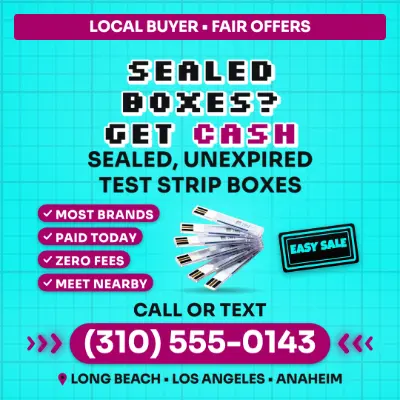 LOCAL BUYER ▪ FAIR OFFERS
SEALED
BOXES?
GET CASH
SEALED, UNEXPIRED
TEST STRIP BOXES
MOST BRANDS
PAID TODAY
ZERO FEES
MEET NEARBY
EASY SALE
CALL OR TEXT
(310) 555-0143
LONG BEACH ▪ LOS ANGELES ▪ ANAHEIM